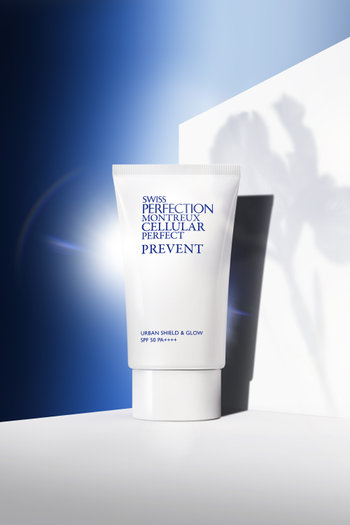 SWISS
PERFECTION
MONTREUX
CELLULAR
PERFECT
PREVENT
URBAN SHIELD & GLOW
SPF 50 PA++++